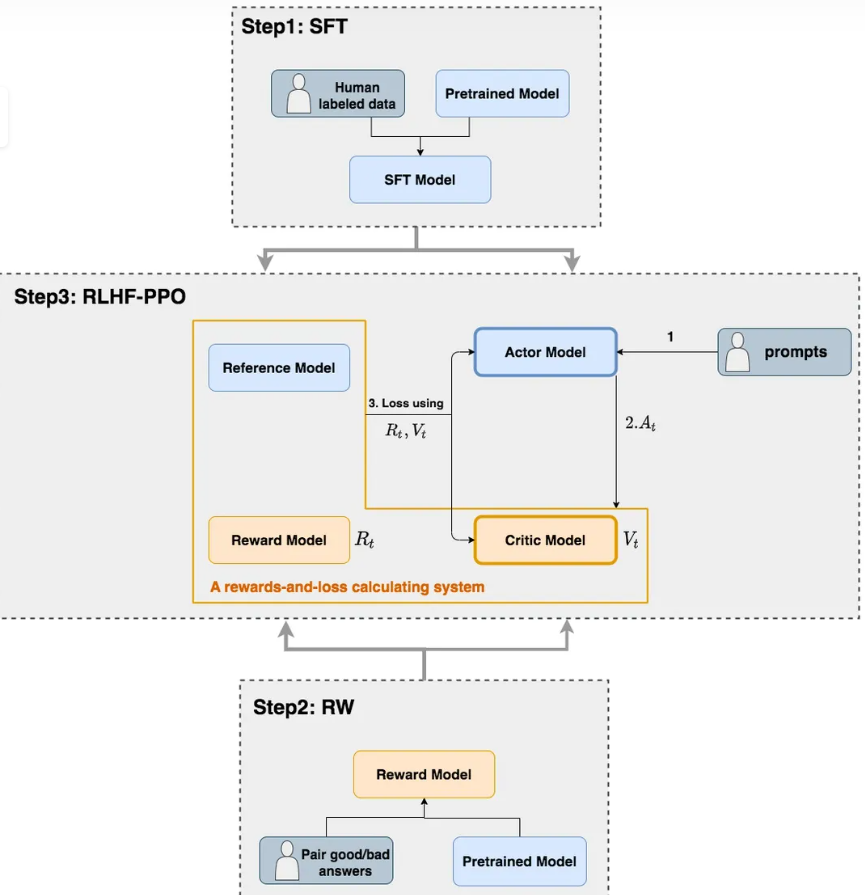 Step1: SFT
Human
labeled data
Pretrained Model
SFT Model
Step3: RLHF-PPO
Reference Model
Actor Model
1
prompts
3. Loss using
R_t, V_t
2.A_t
Reward Model
R_t
Critic Model
V_t
A rewards-and-loss calculating system
Step2: RW
Reward Model
Pair good/bad
answers
Pretrained Model